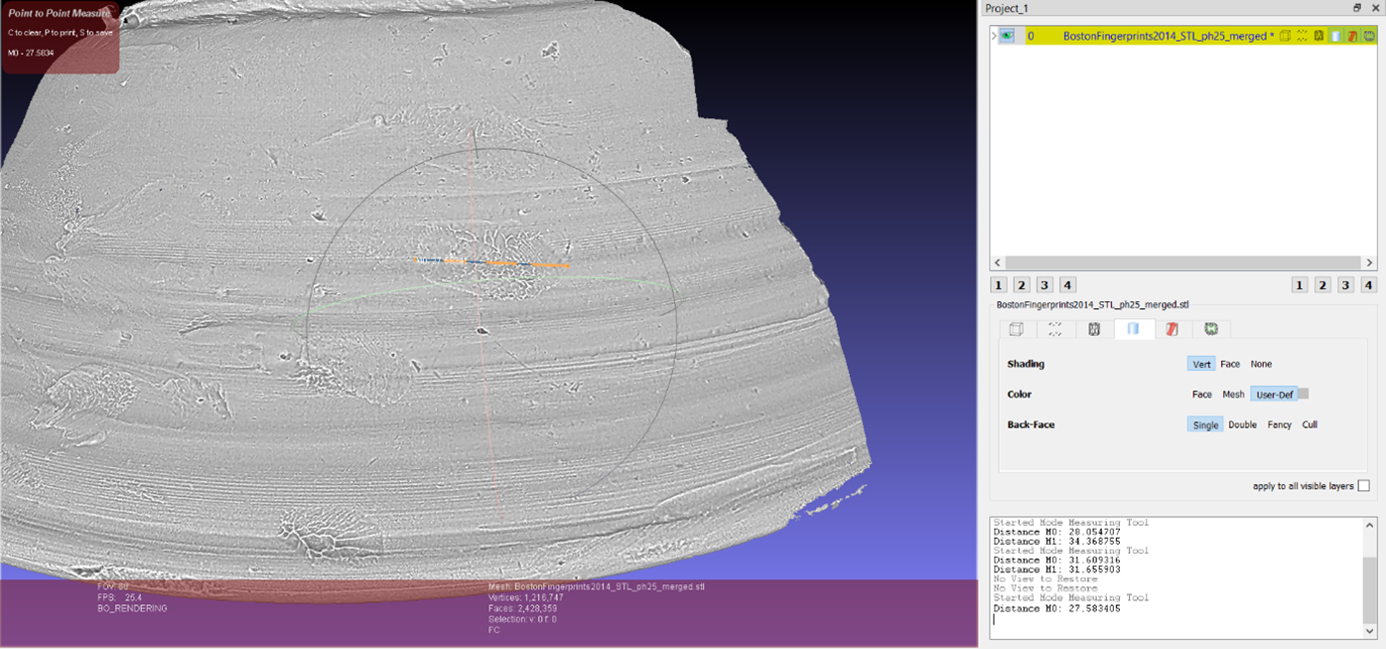 Point to Point Measure
C to clear, P to print, S to save
M0 - 27.5834
FOV: 60
FPS: 25.4
BO_RENDERING
Mesh: BostonFingerprints2014_STL_ph25_merged.stl
Vertices: 1,216,747
Faces: 2,428,359
Selection: v: 0 f: 0
FC
Project_1
0 BostonFingerprints2014_STL_ph25_merged *
1 2 3 4 1 2 3 4
BostonFingerprints2014_STL_ph25_merged.stl
Shading Vert Face None
Color Face Mesh User-Def
Back-Face Single Double Fancy Cull
apply to all visible layers
Started Mode Measuring Tool
Distance M0: 28.054707
Distance M1: 34.368755
Started Mode Measuring Tool
Distance M0: 31.609316
Distance M1: 31.655903
No View to Restore
No View to Restore
Started Mode Measuring Tool
Distance M0: 27.583405